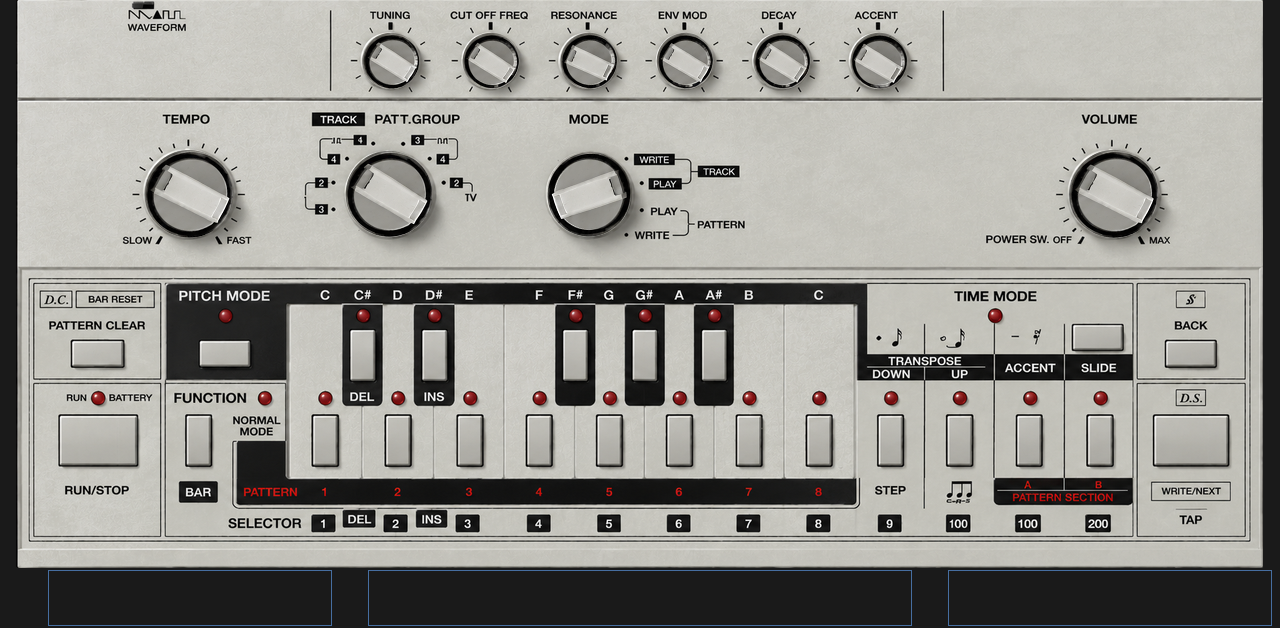 WAVEFORM
TUNING CUT OFF FREQ RESONANCE ENV MOD DECAY ACCENT
TEMPO
SLOW FAST
TRACK PATT.GROUP
4 3
4 4
2 2
3 TV
MODE
WRITE
PLAY TRACK
PLAY
WRITE PATTERN
VOLUME
POWER SW. OFF MAX
D.C. BAR RESET
PATTERN CLEAR
PITCH MODE
C C# D D# E F F# G G# A A# B C
TIME MODE
TRANSPOSE
DOWN UP ACCENT SLIDE
BACK
RUN BATTERY
RUN/STOP
FUNCTION
NORMAL
MODE
BAR
DEL INS
PATTERN 1 2 3 4 5 6 7 8
STEP
A B
PATTERN SECTION
SELECTOR 1 DEL 2 INS 3 4 5 6 7 8 9 100 100 200
D.S.
WRITE/NEXT
TAP